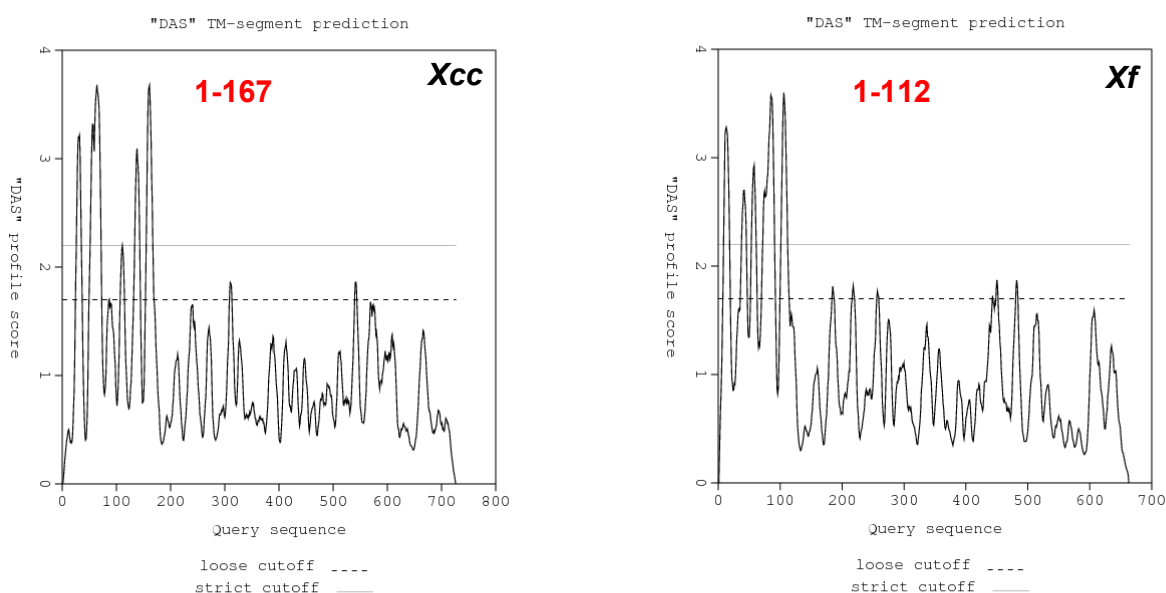 "DAS" TM-segment prediction
Xcc
1-167
"DAS" profile score
4
3
2
1
0
0 100 200 300 400 500 600 700 800
Query sequence
loose cutoff
strict cutoff
"DAS" TM-segment prediction
Xf
1-112
"DAS" profile score
4
3
2
1
0
0 100 200 300 400 500 600 700
Query sequence
loose cutoff
strict cutoff